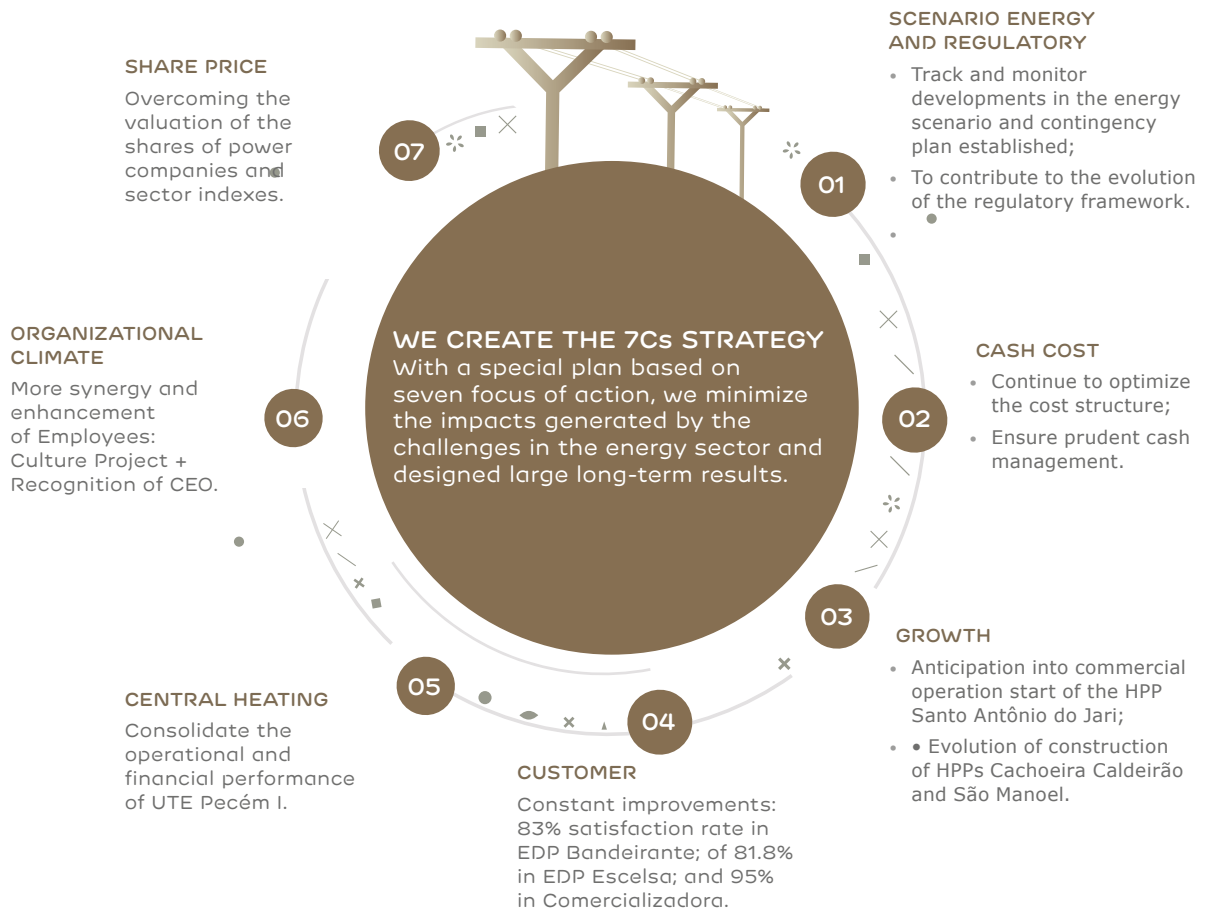 WE CREATE THE 7Cs STRATEGY
With a special plan based on
seven focus of action, we minimize
the impacts generated by the
challenges in the energy sector and
designed large long-term results.
01
SCENARIO ENERGY
AND REGULATORY
• Track and monitor
developments in the energy
scenario and contingency
plan established;
• To contribute to the evolution
of the regulatory framework.
02
CASH COST
• Continue to optimize
the cost structure;
• Ensure prudent cash
management.
03
GROWTH
• Anticipation into commercial
operation start of the HPP
Santo Antônio do Jari;
• • Evolution of construction
of HPPs Cachoeira Caldeirão
and São Manoel.
04
CUSTOMER
Constant improvements:
83% satisfaction rate in
EDP Bandeirante; of 81.8%
in EDP Escelsa; and 95%
in Comercializadora.
05
CENTRAL HEATING
Consolidate the
operational and
financial performance
of UTE Pecém I.
06
ORGANIZATIONAL
CLIMATE
More synergy and
enhancement
of Employees:
Culture Project +
Recognition of CEO.
07
SHARE PRICE
Overcoming the
valuation of the
shares of power
companies and
sector indexes.